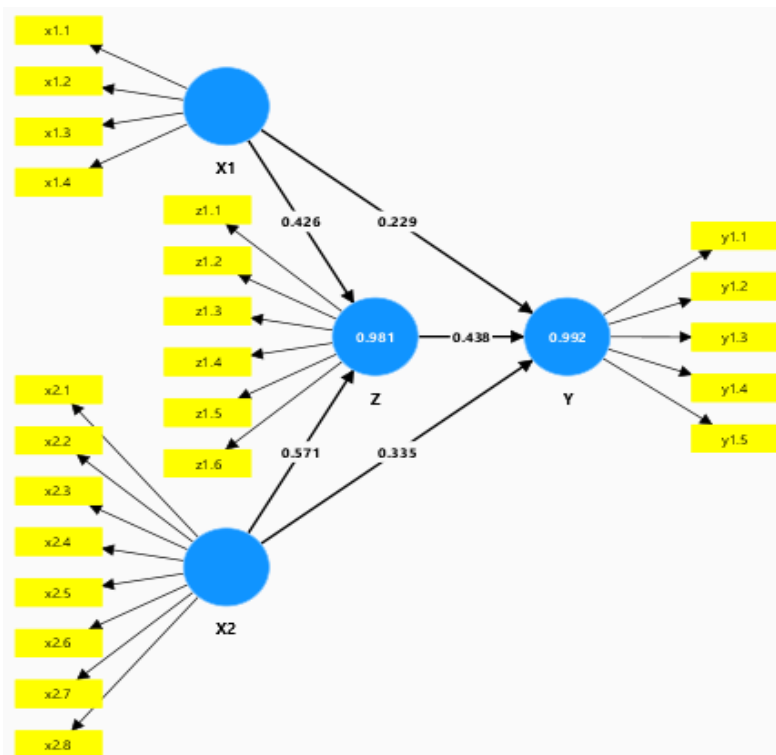 x1.1
x1.2
x1.3
x1.4
X1
z1.1
z1.2
z1.3
z1.4
z1.5
z1.6
0.426
0.229
0.981
Z
0.438
0.992
Y
y1.1
y1.2
y1.3
y1.4
y1.5
0.571
0.335
x2.1
x2.2
x2.3
x2.4
x2.5
x2.6
x2.7
x2.8
X2